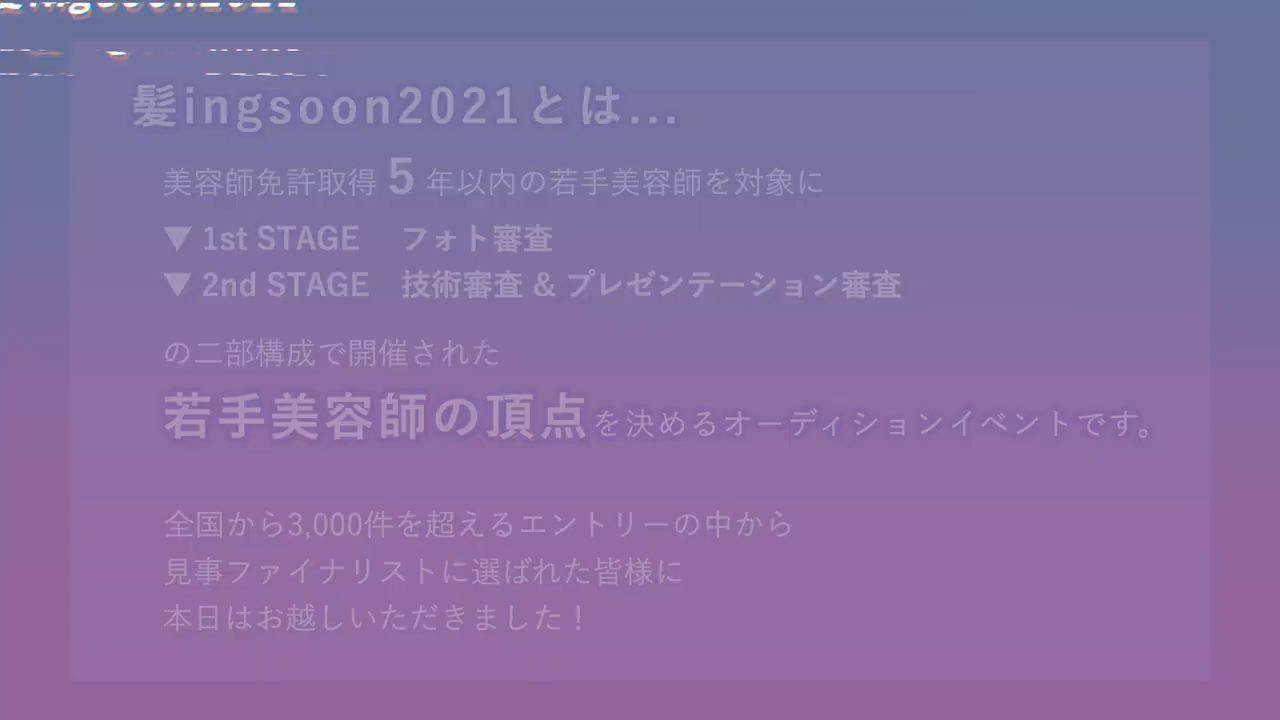 髪ingsoon2021とは...
美容師免許取得 5 年以内の若手美容師を対象に
▼ 1st STAGE　フォト審査
▼ 2nd STAGE　技術審査 & プレゼンテーション審査
の二部構成で開催された
若手美容師の頂点を決めるオーディションイベントです。
全国から3,000件を超えるエントリーの中から
見事ファイナリストに選ばれた皆様に
本日はお越しいただきました！